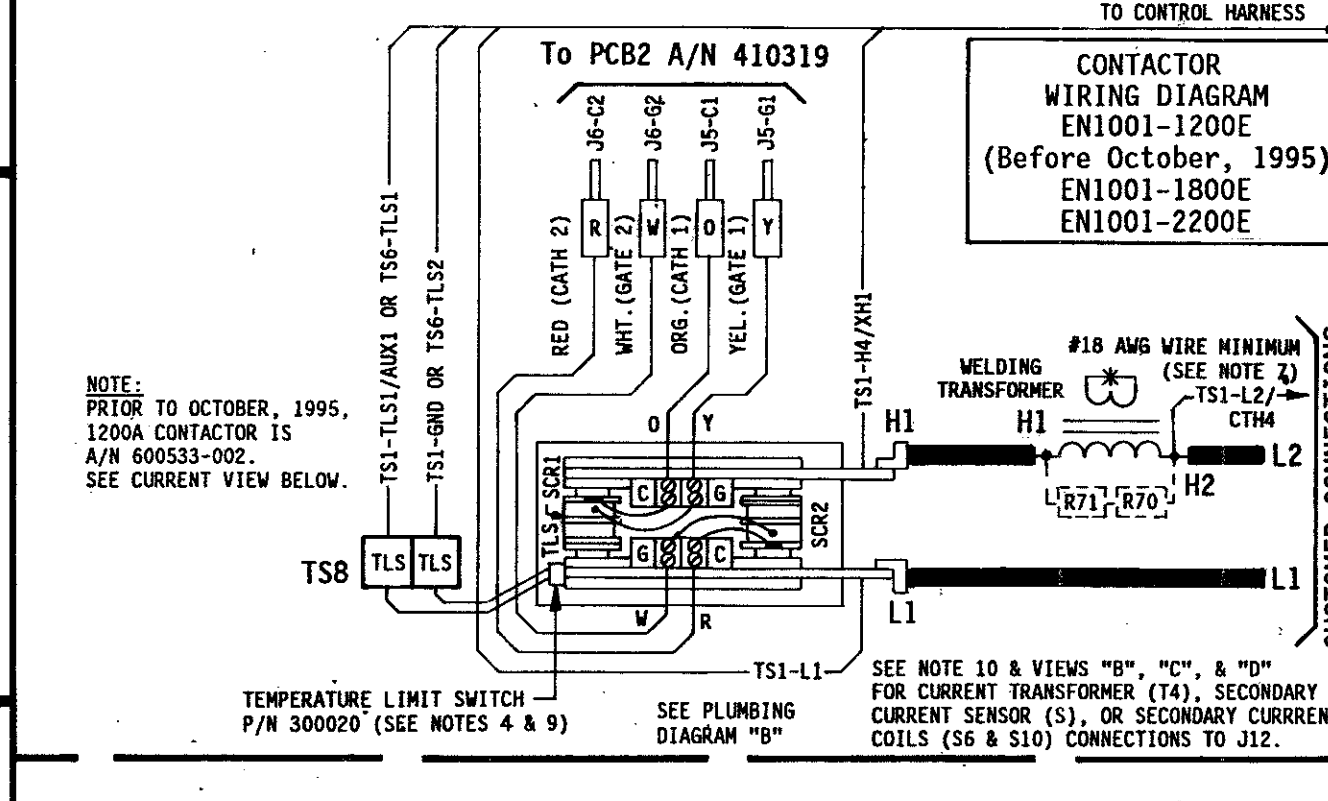 TO CONTROL HARNESS
To PCB2 A/N 410319
CONTACTOR
WIRING DIAGRAM
EN1001-1200E
(Before October, 1995)
EN1001-1800E
EN1001-2200E
J6-C2
J6-G2
J5-C1
J5-G1
R
W
O
Y
RED (CATH 2)
WHT.(GATE 2)
ORG.(CATH 1)
YEL.(GATE 1)
TS1-TLS1/AUX1 OR TS6-TLS1
TS1-GND OR TS6-TLS2
TS1-H4/XH1
#18 AWG WIRE MINIMUM
(SEE NOTE 7)
WELDING
TRANSFORMER
TS1-L2/
CTH4
NOTE:
PRIOR TO OCTOBER, 1995,
1200A CONTACTOR IS
A/N 600533-002.
SEE CURRENT VIEW BELOW.
O
Y
H1
H1
L2
H2
R71
R70
SCR1
C
G
TLS
SCR2
G
C
TS8
TLS
TLS
L1
L1
W
R
TS1-L1
TEMPERATURE LIMIT SWITCH
P/N 300020 (SEE NOTES 4 & 9)
SEE PLUMBING
DIAGRAM "B"
SEE NOTE 10 & VIEWS "B", "C", & "D"
FOR CURRENT TRANSFORMER (T4), SECONDARY
CURRENT SENSOR (S), OR SECONDARY CURRREN
COILS (S6 & S10) CONNECTIONS TO J12.